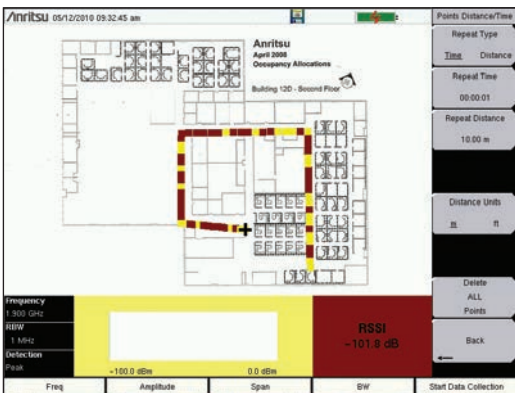 Anritsu 05/12/2010 09:32:45 am
Points Distance/Time
Repeat Type
Time Distance
Repeat Time
00:00:01
Repeat Distance
10.00 m
Distance Units
m ft
Delete
ALL
Points
Back
Anritsu
April 2008
Occupancy Allocations
Building 12D - Second Floor
Frequency
1.900 GHz
RBW
1 MHz
Detection
Peak
-100.0 dBm 0.0 dBm
RSSI
-101.8 dB
Freq Amplitude Span BW Start Data Collection